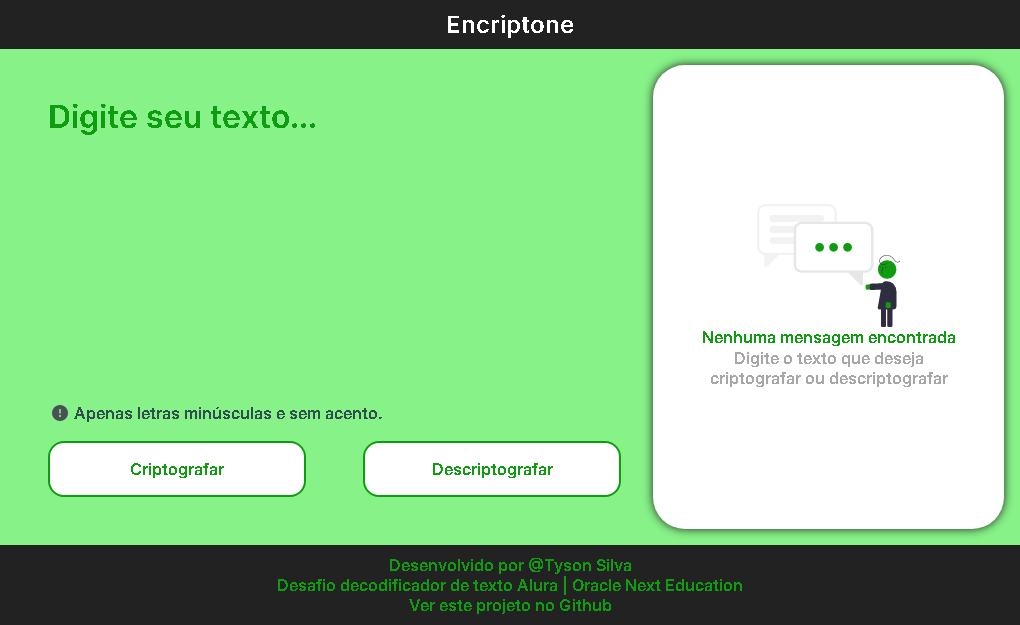 Encriptone
Digite seu texto...
Apenas letras minúsculas e sem acento.
Criptografar
Descriptografar
Nenhuma mensagem encontrada
Digite o texto que deseja
criptografar ou descriptografar
Desenvolvido por @Tyson Silva
Desafio decodificador de texto Alura | Oracle Next Education
Ver este projeto no Github